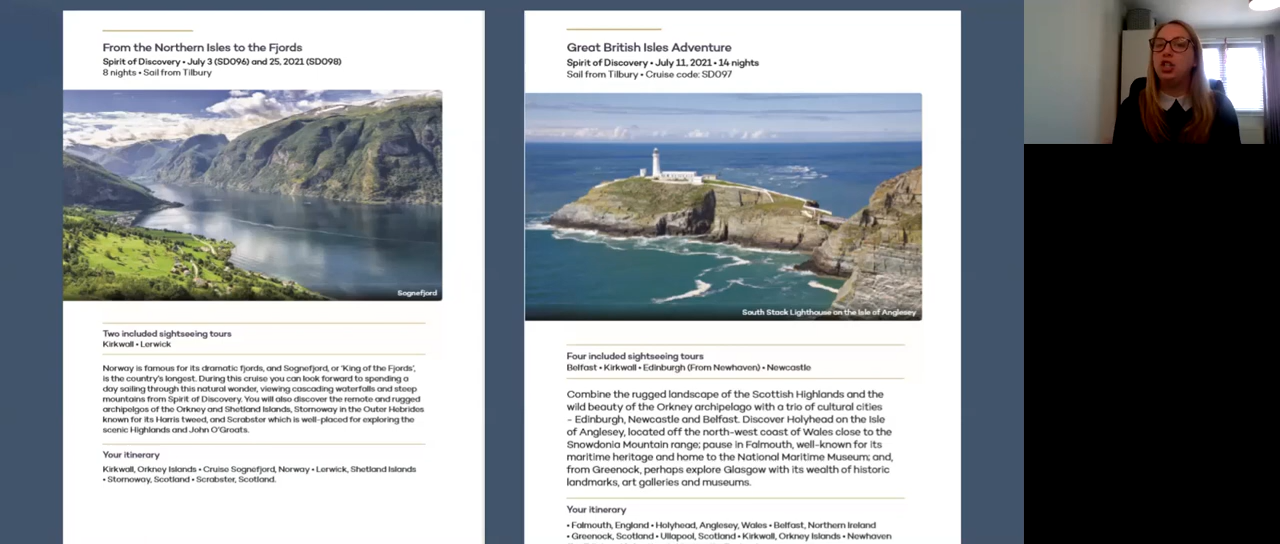 From the Northern Isles to the Fjords
Spirit of Discovery • July 3 (SD096) and 25, 2021 (SD098)
8 nights • Sail from Tilbury
Sognefjord
Two included sightseeing tours
Kirkwall • Lerwick
Norway is famous for its dramatic fjords, and Sognefjord, or 'King of the Fjords',
is the country's longest. During this cruise you can look forward to spending a
day sailing through this natural wonder, viewing cascading waterfalls and steep
mountains from Spirit of Discovery. You will also discover the remote and rugged
archipelgos of the Orkney and Shetland Islands, Stornoway in the Outer Hebrides
known for its Harris tweed, and Scrabster which is well-placed for exploring the
scenic Highlands and John O'Groats.
Your itinerary
Kirkwall, Orkney Islands • Cruise Sognefjord, Norway • Lerwick, Shetland Islands
• Stornoway, Scotland • Scrabster, Scotland.
Great British Isles Adventure
Spirit of Discovery • July 11, 2021 • 14 nights
Sail from Tilbury • Cruise code: SD097
South Stack Lighthouse on the Isle of Anglesey
Four included sightseeing tours
Belfast • Kirkwall • Edinburgh (From Newhaven) • Newcastle
Combine the rugged landscape of the Scottish Highlands and the
wild beauty of the Orkney archipelago with a trio of cultural cities
– Edinburgh, Newcastle and Belfast. Discover Holyhead on the Isle
of Anglesey, located off the north-west coast of Wales close to the
Snowdonia Mountain range; pause in Falmouth, well-known for its
maritime heritage and home to the National Maritime Museum; and,
from Greenock, perhaps explore Glasgow with its wealth of historic
landmarks, art galleries and museums.
Your itinerary
• Falmouth, England • Holyhead, Anglesey, Wales • Belfast, Northern Ireland
• Greenock, Scotland • Ullapool, Scotland • Kirkwall, Orkney Islands • Newhaven